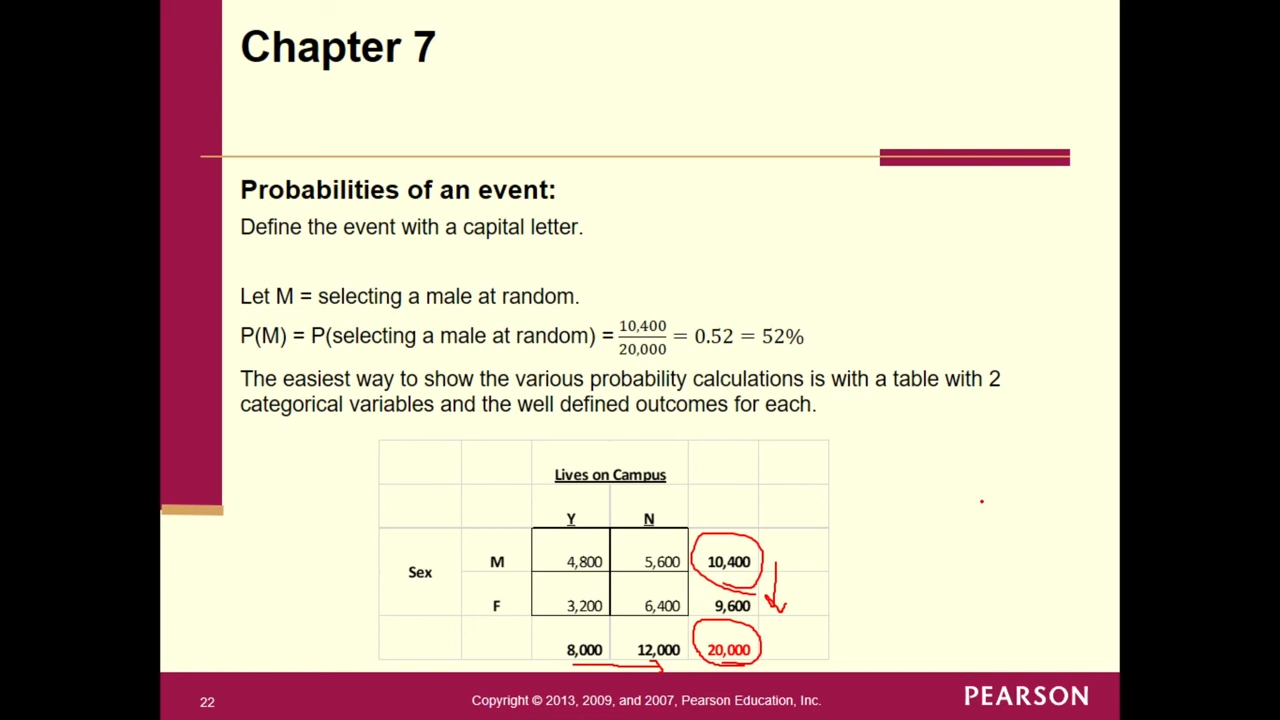 Chapter 7
Probabilities of an event:
Define the event with a capital letter.
Let M = selecting a male at random.
P(M) = P(selecting a male at random) = 10,400/20,000 = 0.52 = 52%
The easiest way to show the various probability calculations is with a table with 2
categorical variables and the well defined outcomes for each.
Lives on Campus
Y N
Sex M 4,800 5,600 10,400
F 3,200 6,400 9,600
8,000 12,000 20,000
22 Copyright © 2013, 2009, and 2007, Pearson Education, Inc. PEARSON